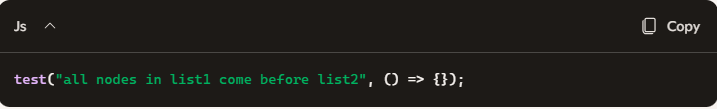 Js Copy
test("all nodes in list1 come before list2", () => {});